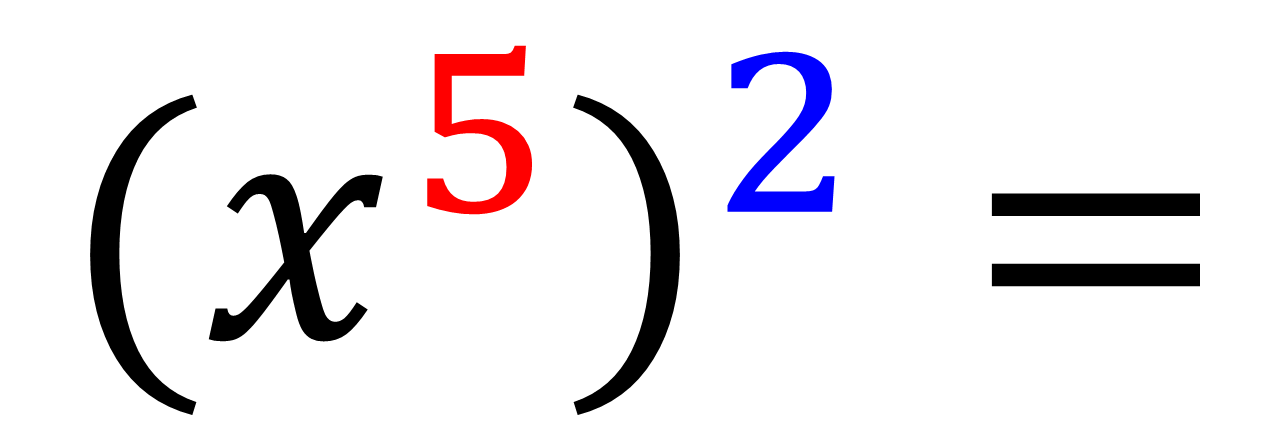 (x⁵)² =